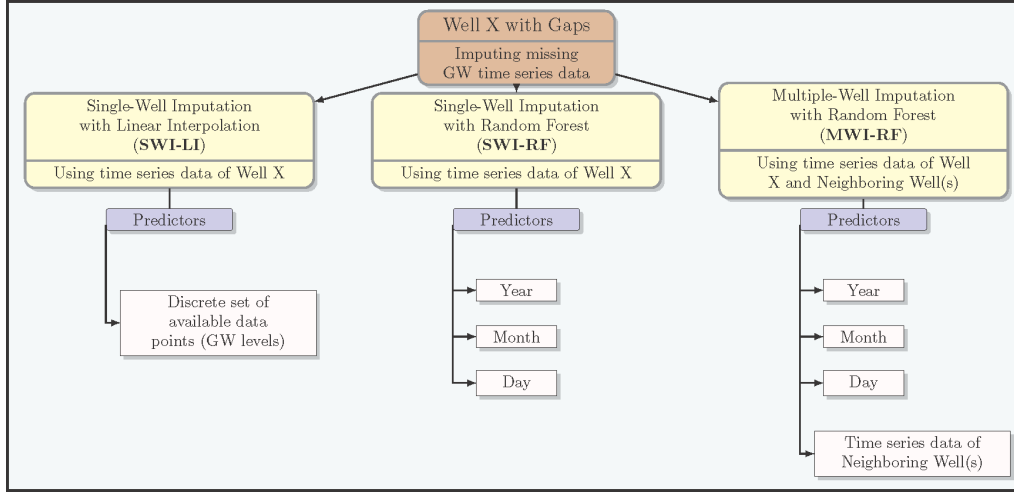 Well X with Gaps
Imputing missing
GW time series data
Single-Well Imputation
with Linear Interpolation
(SWI-LI)
Using time series data of Well X
Predictors
Discrete set of
available data
points (GW levels)
Single-Well Imputation
with Random Forest
(SWI-RF)
Using time series data of Well X
Predictors
Year
Month
Day
Multiple-Well Imputation
with Random Forest
(MWI-RF)
Using time series data of Well
X and Neighboring Well(s)
Predictors
Year
Month
Day
Time series data of
Neighboring Well(s)